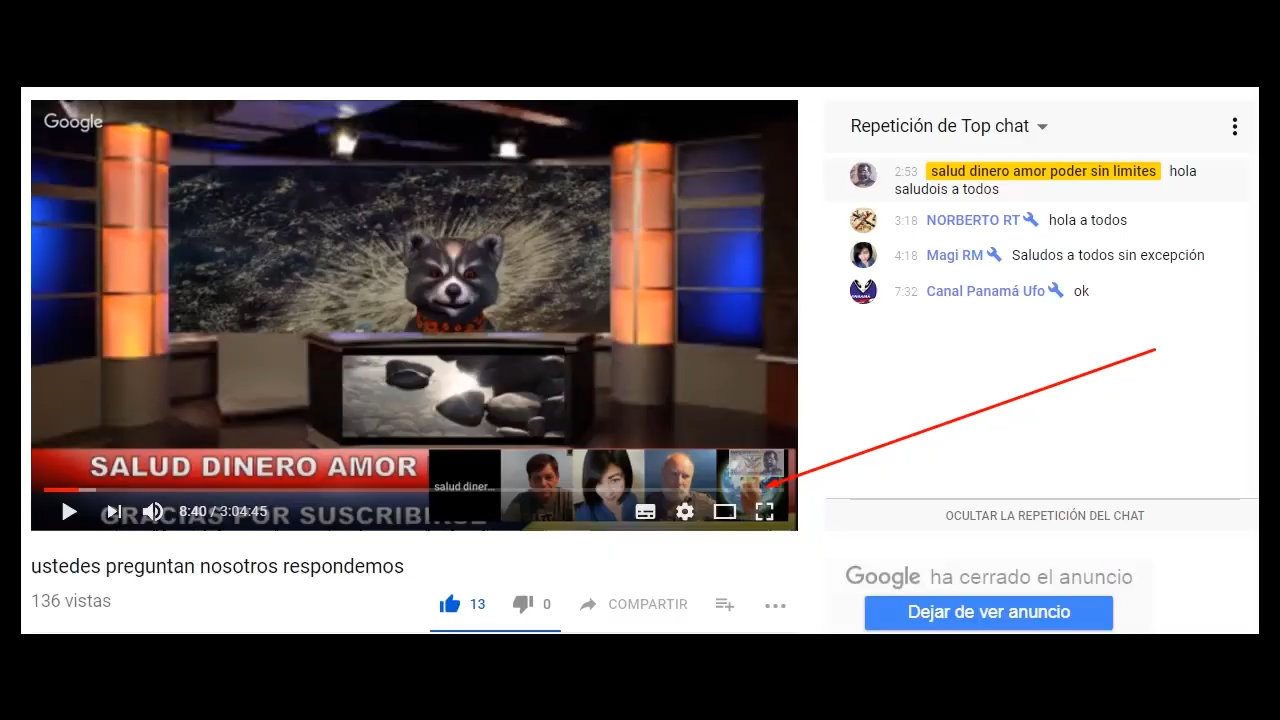 Google
SALUD DINERO AMOR
salud diner...
8:40 / 3:04:45
GRACIAS POR SUSCRIBIRSE
ustedes preguntan nosotros respondemos
136 vistas
13
0
COMPARTIR
Repetición de Top chat
2:53 salud dinero amor poder sin limites hola
saludois a todos
3:18 NORBERTO RT hola a todos
4:18 Magi RM Saludos a todos sin excepción
7:32 Canal Panamá Ufo ok
OCULTAR LA REPETICIÓN DEL CHAT
Google ha cerrado el anuncio
Dejar de ver anuncio